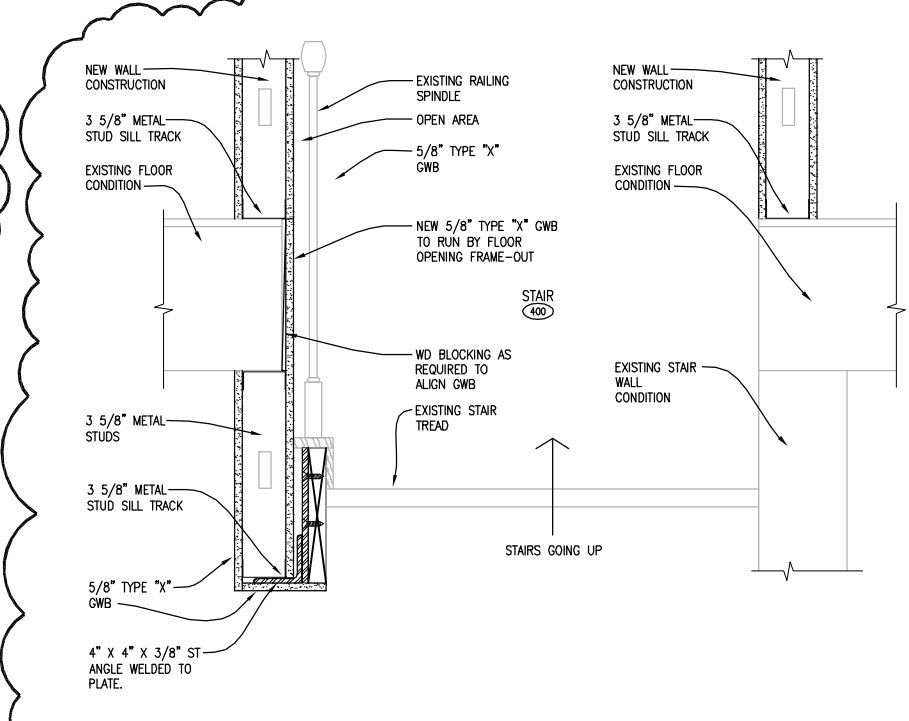 NEW WALL
CONSTRUCTION
3 5/8" METAL
STUD SILL TRACK
EXISTING FLOOR
CONDITION
EXISTING RAILING
SPINDLE
OPEN AREA
5/8" TYPE "X"
GWB
NEW 5/8" TYPE "X" GWB
TO RUN BY FLOOR
OPENING FRAME-OUT
STAIR
400
WD BLOCKING AS
REQUIRED TO
ALIGN GWB
EXISTING STAIR
TREAD
3 5/8" METAL
STUDS
3 5/8" METAL
STUD SILL TRACK
5/8" TYPE "X"
GWB
4" X 4" X 3/8" ST
ANGLE WELDED TO
PLATE.
STAIRS GOING UP
NEW WALL
CONSTRUCTION
3 5/8" METAL
STUD SILL TRACK
EXISTING FLOOR
CONDITION
EXISTING STAIR
WALL
CONDITION